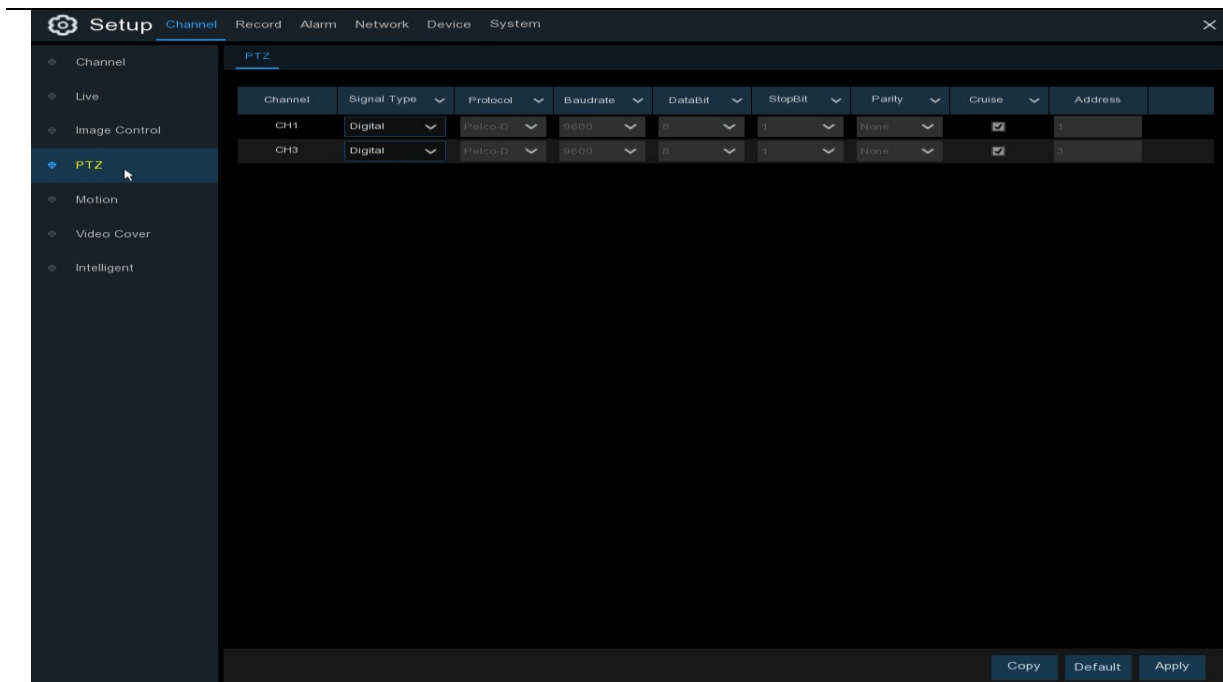 Setup Channel Record Alarm Network Device System
Channel
Live
Image Control
PTZ
Motion
Video Cover
Intelligent
PTZ
Channel Signal Type Protocol Baudrate DataBit StopBit Parity Cruise Address
CH1 Digital Pelco-D 9600 8 1 None 1
CH3 Digital Pelco-D 9600 8 1 None 3
Copy Default Apply